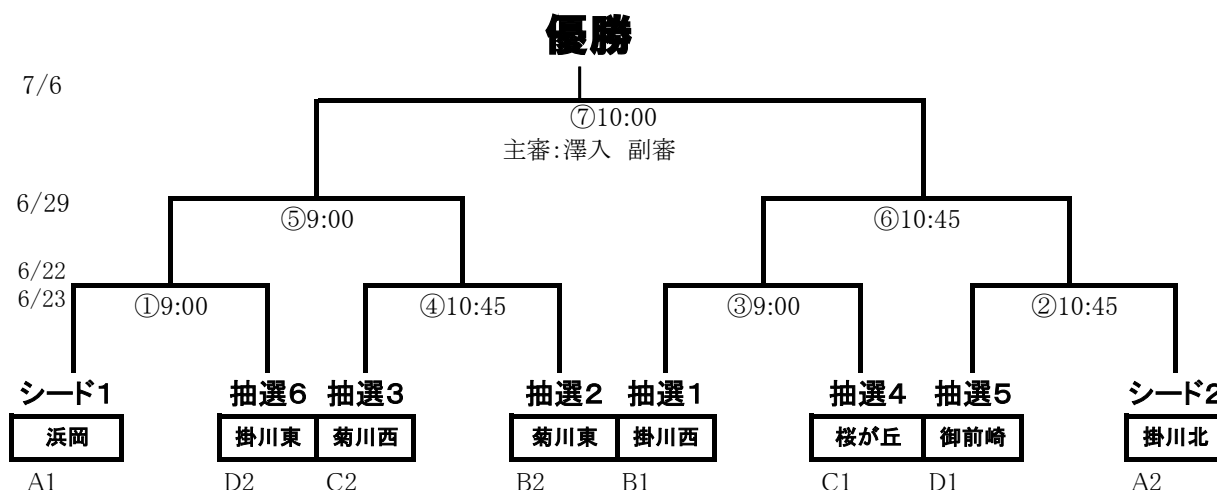 優勝
7/6
⑦10:00
主審:澤入 副審
6/29
⑤9:00 ⑥10:45
6/22
6/23
①9:00 ④10:45 ③9:00 ②10:45
シード1 抽選6 抽選3 抽選2 抽選1 抽選4 抽選5 シード2
浜岡 掛川東 菊川西 菊川東 掛川西 桜が丘 御前崎 掛川北
A1 D2 C2 B2 B1 C1 D1 A2